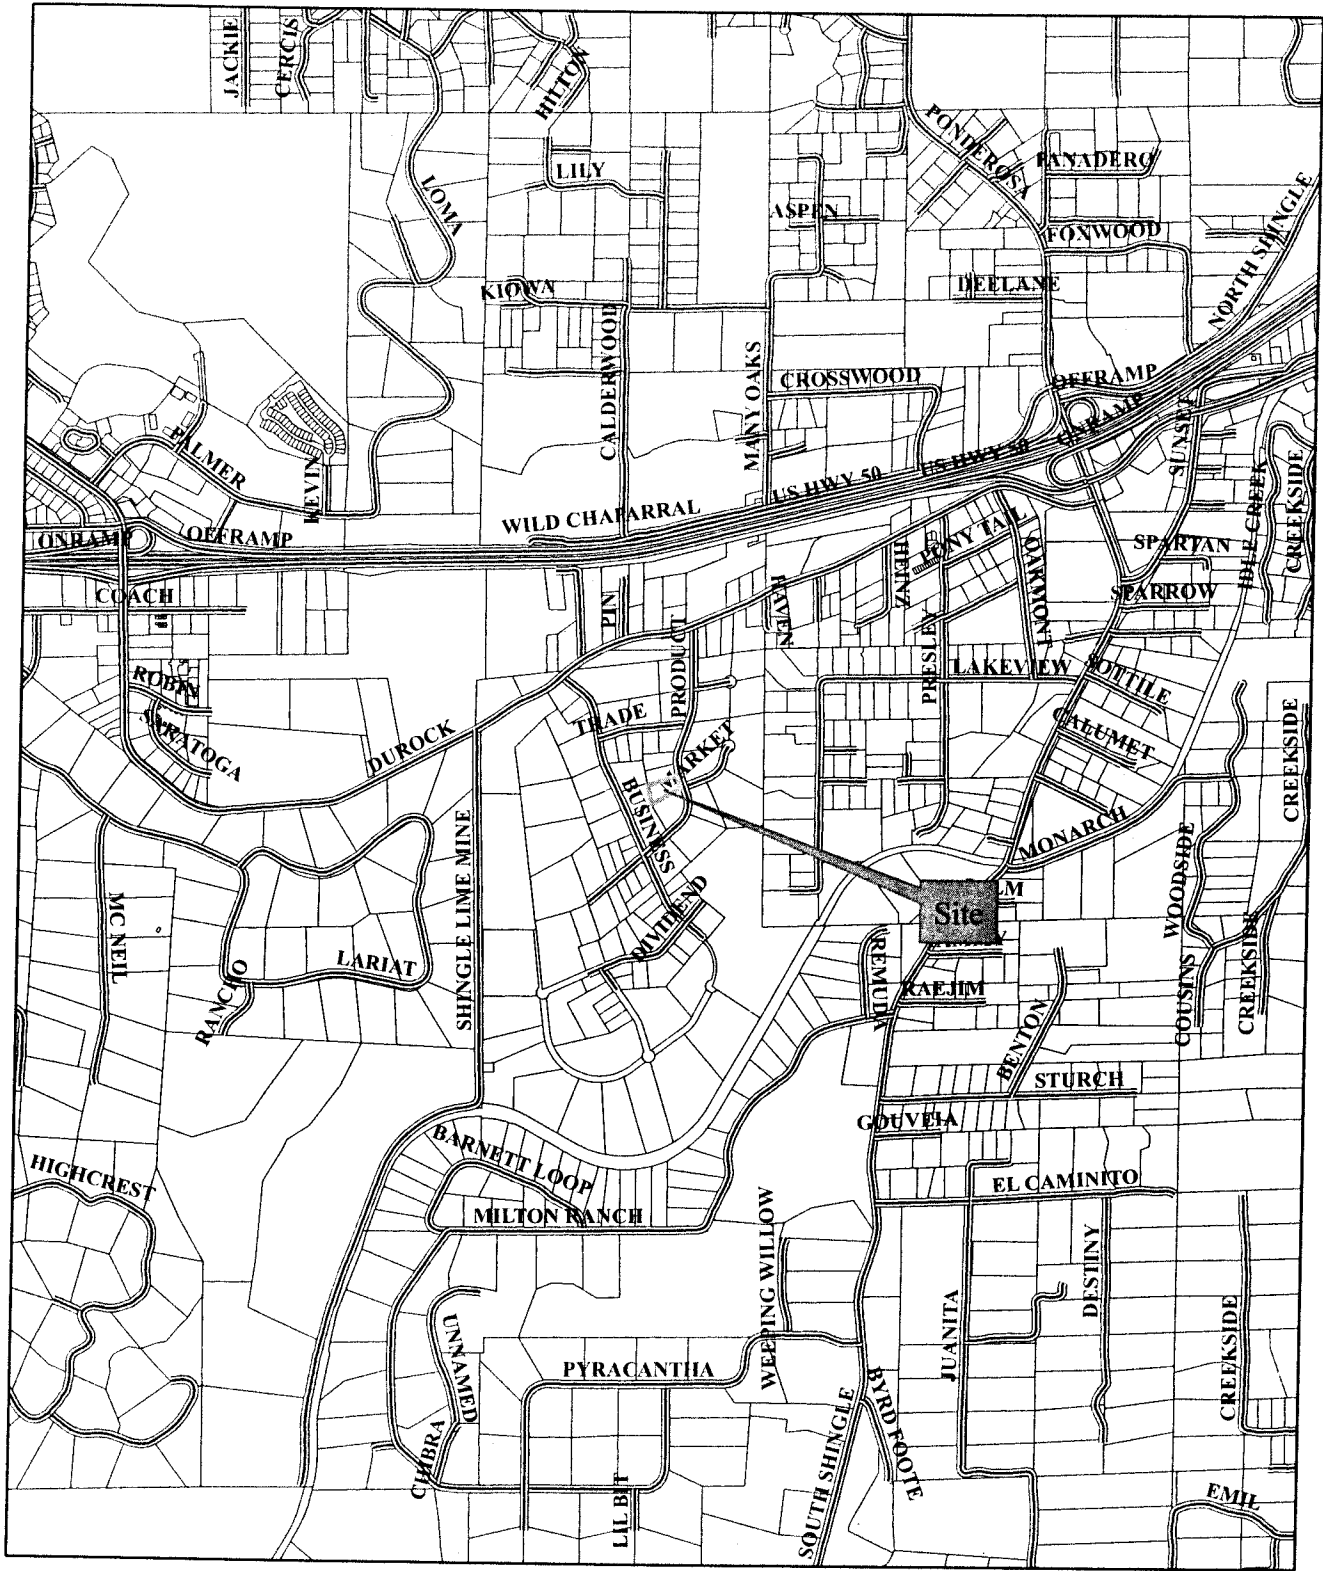 JACKIE
CERCIS
HILTON
PONDEROSA
PANADERO
LILY
LOMA
ASPEN
FOXWOOD
NORTH SHINGLE
KIOWA
DEELANE
CALDERWOOD
MANY OAKS
CROSSWOOD
OFFRAMP
ONRAMP
SUNSET
PALMER
KEVIN
US HWY 50
US HWY 50
WILD CHAPARRAL
IDLE CREEK
CREEKSIDE
ONRAMP
OFFRAMP
PONY TAIL
HEINZ
OAKMONT
SPARTAN
COACH
PIN
HAVEN
SPARROW
PRODUCT
PRESLEY
LAKEVIEW
SOTTILE
ROBIN
SARATOGA
TRADE
DUROCK
MARKET
CALUMET
CREEKSIDE
BUSINESS
MONARCH
SHINGLE LIME MINE
WOODSIDE
MC NEIL
DIVIDEND
Site
LARIAT
RANCHO
REMUDA
RAEJIM
COUSINS
CREEKSIDE
BENTON
STURCH
GOUVEIA
BARNETT LOOP
HIGHCREST
EL CAMINITO
MILTON RANCH
WEEPING WILLOW
DESTINY
UNNAMED
JUANITA
CREEKSIDE
PYRACANTHA
BYRD FOOTE
CHIBRA
SOUTH SHINGLE
LIL BIT
EMIL